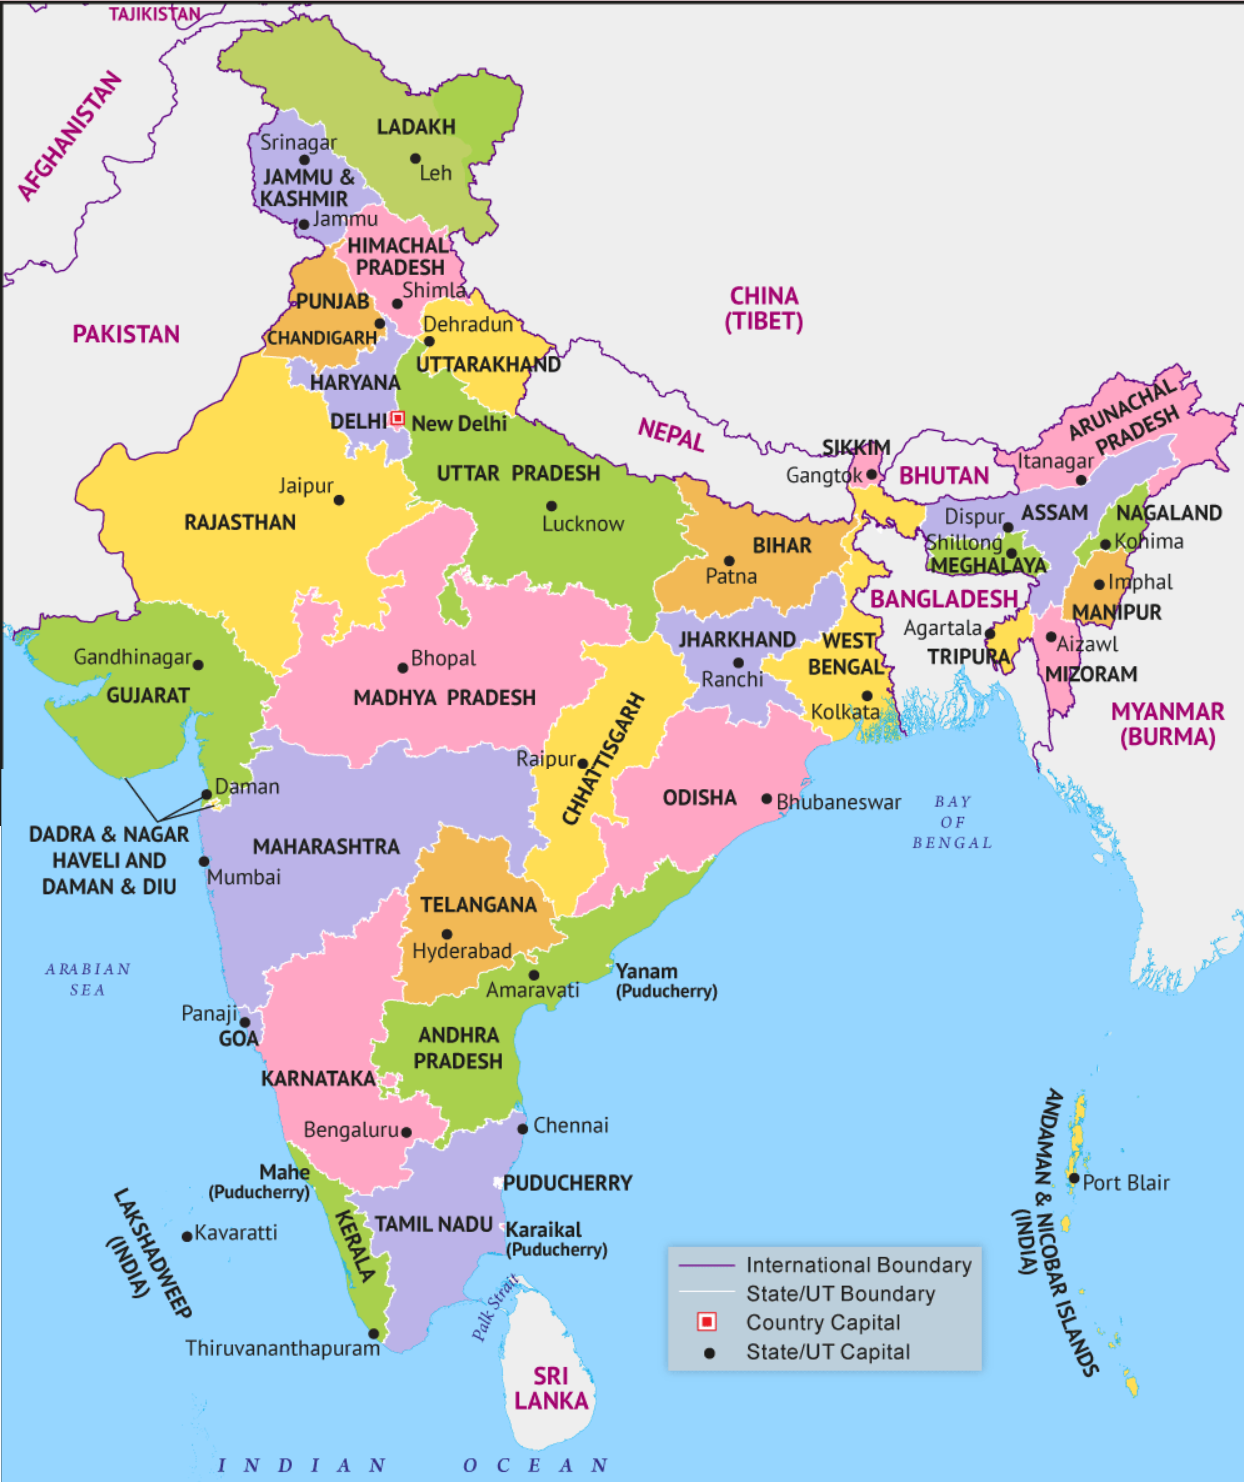 TAJIKISTAN
AFGHANISTAN
LADAKH
Srinagar
Leh
JAMMU &
KASHMIR
Jammu
HIMACHAL
PRADESH
Shimla
CHINA
(TIBET)
PAKISTAN
PUNJAB
CHANDIGARH
Dehradun
UTTARAKHAND
HARYANA
DELHI
New Delhi
NEPAL
SIKKIM
Gangtok
BHUTAN
ARUNACHAL
PRADESH
Itanagar
UTTAR PRADESH
Jaipur
RAJASTHAN
Lucknow
BIHAR
Patna
Dispur
ASSAM
NAGALAND
Shillong
Kohima
MEGHALAYA
Imphal
MANIPUR
BANGLADESH
Agartala
TRIPURA
Aizawl
MIZORAM
MYANMAR
(BURMA)
JHARKHAND
Ranchi
WEST
BENGAL
Kolkata
Gandhinagar
GUJARAT
Bhopal
MADHYA PRADESH
Raipur
CHHATTISGARH
ODISHA
Bhubaneswar
BAY
OF
BENGAL
Daman
DADRA & NAGAR
HAVELI AND
DAMAN & DIU
MAHARASHTRA
Mumbai
TELANGANA
Hyderabad
ARABIAN
SEA
Amaravati
Yanam
(Puducherry)
Panaji
GOA
ANDHRA
PRADESH
KARNATAKA
Bengaluru
Chennai
Mahe
(Puducherry)
PUDUCHERRY
LAKSHADWEEP
(INDIA)
Kavaratti
KERALA
TAMIL NADU
Karaikal
(Puducherry)
ANDAMAN & NICOBAR ISLANDS
(INDIA)
Port Blair
Thiruvananthapuram
Palk Strait
SRI
LANKA
International Boundary
State/UT Boundary
Country Capital
State/UT Capital
INDIAN OCEAN